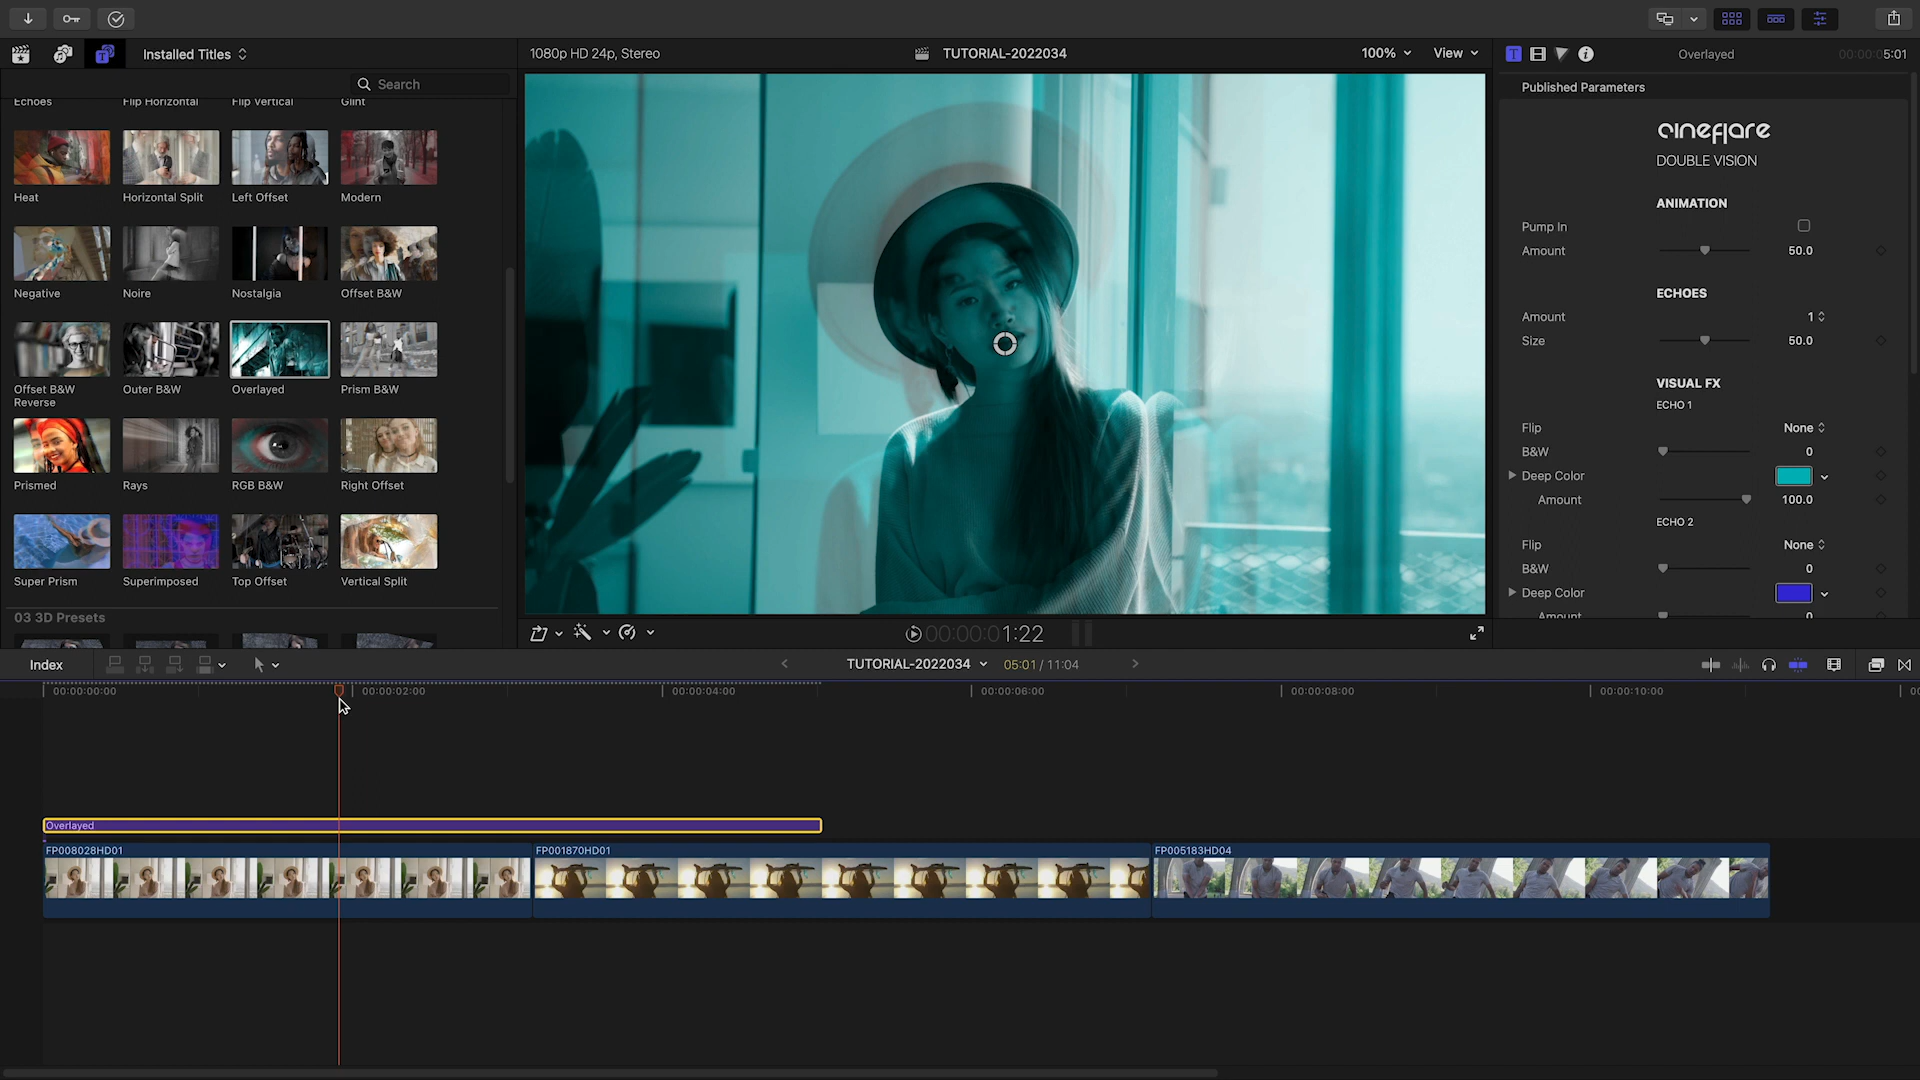 Installed Titles
1080p HD 24p, Stereo
TUTORIAL-2022034
100%
View
Overlayed
00:00:05:01
Search
Published Parameters
Echoes
Flip Horizontal
Flip Vertical
Glint
cineflare
DOUBLE VISION
Heat
Horizontal Split
Left Offset
Modern
ANIMATION
Pump In
Amount
50.0
Negative
Noire
Nostalgia
Offset B&W
ECHOES
Amount
1
Size
50.0
Offset B&W
Reverse
Outer B&W
Overlayed
Prism B&W
VISUAL FX
ECHO 1
Flip
None
B&W
0
Deep Color
Amount
100.0
Prismed
Rays
RGB B&W
Right Offset
ECHO 2
Flip
None
B&W
0
Deep Color
Amount
0
Super Prism
Superimposed
Top Offset
Vertical Split
03 3D Presets
00:00:01:22
Index
TUTORIAL-2022034
05:01 / 11:04
00:00:00:00
00:00:02:00
00:00:04:00
00:00:06:00
00:00:08:00
00:00:10:00
Overlayed
FP008028HD01
FP001870HD01
FP005183HD04